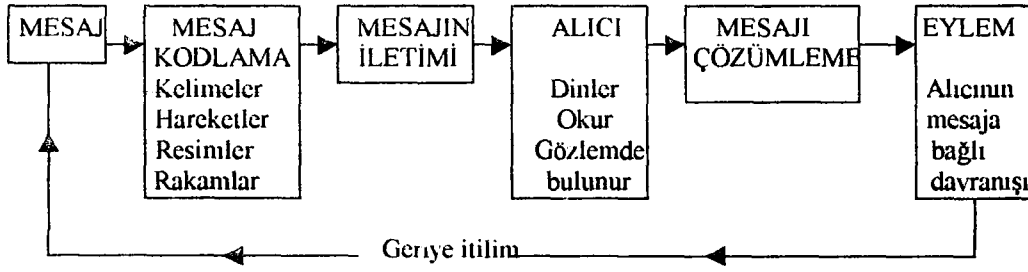 MESAJ
MESAJ
KODLAMA
Kelimeler
Hareketler
Resimler
Rakamlar
MESAJIN
İLETİMİ
ALICI
Dinler
Okur
Gözlemde
bulunur
MESAJI
ÇÖZÜMLEME
EYLEM
Alıcının
mesaja
bağlı
davranışı
Geriye itilim